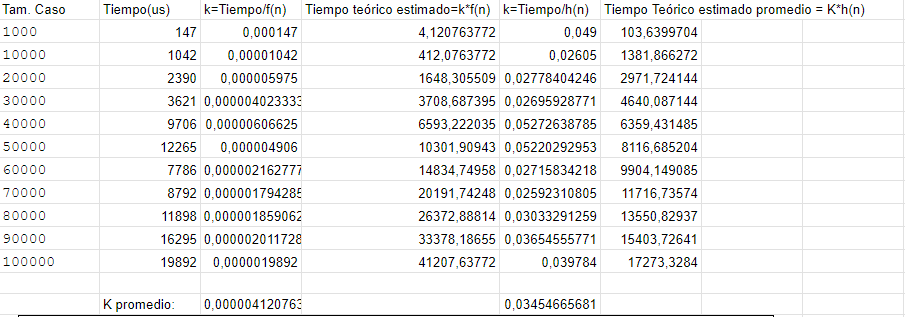 Tam. Caso Tiempo(us) k=Tiempo/f(n) Tiempo teórico estimado=k*f(n) k=Tiempo/h(n) Tiempo Teórico estimado promedio = K*h(n)
1000 147 0,000147 4,120763772 0,049 103,6399704
10000 1042 0,00001042 412,0763772 0,02605 1381,866272
20000 2390 0,000005975 1648,305509 0,02778404246 2971,724144
30000 3621 0,000004023333 3708,687395 0,02695928771 4640,087144
40000 9706 0,00000606625 6593,222035 0,05272638785 6359,431485
50000 12265 0,000004906 10301,90943 0,05220292953 8116,685204
60000 7786 0,000002162777 14834,74958 0,02715834218 9904,149085
70000 8792 0,000001794285 20191,74248 0,02592310805 11716,73574
80000 11898 0,000001859062 26372,88814 0,03033291259 13550,82937
90000 16295 0,000002011728 33378,18655 0,03654555771 15403,72641
100000 19892 0,0000019892 41207,63772 0,039784 17273,3284
K promedio: 0,000004120763 0,03454665681